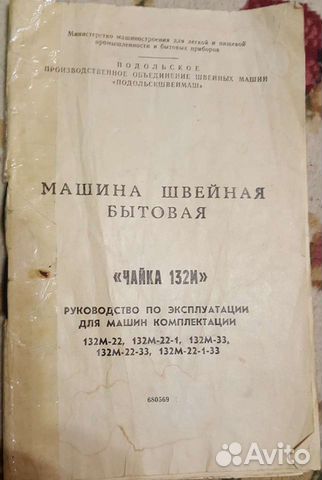 Министерство машиностроения для легкой и пищевой
промышленности и бытовых приборов
ПОДОЛЬСКОЕ
ПРОИЗВОДСТВЕННОЕ ОБЪЕДИНЕНИЕ ШВЕЙНЫХ МАШИН
«ПОДОЛЬСКШВЕЙМАШ»
МАШИНА ШВЕЙНАЯ
БЫТОВАЯ
«ЧАЙКА 132М»
РУКОВОДСТВО ПО ЭКСПЛУАТАЦИИ
ДЛЯ МАШИН КОМПЛЕКТАЦИИ
132М-22, 132М-22-1, 132М-33,
132М-22-33, 132М-22-1-33
680569
Avito